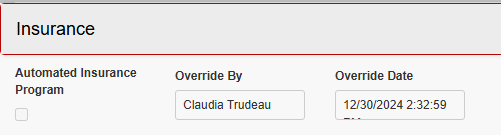 Insurance
Automated Insurance
Program
Override By
Claudia Trudeau
Override Date
12/30/2024 2:32:59